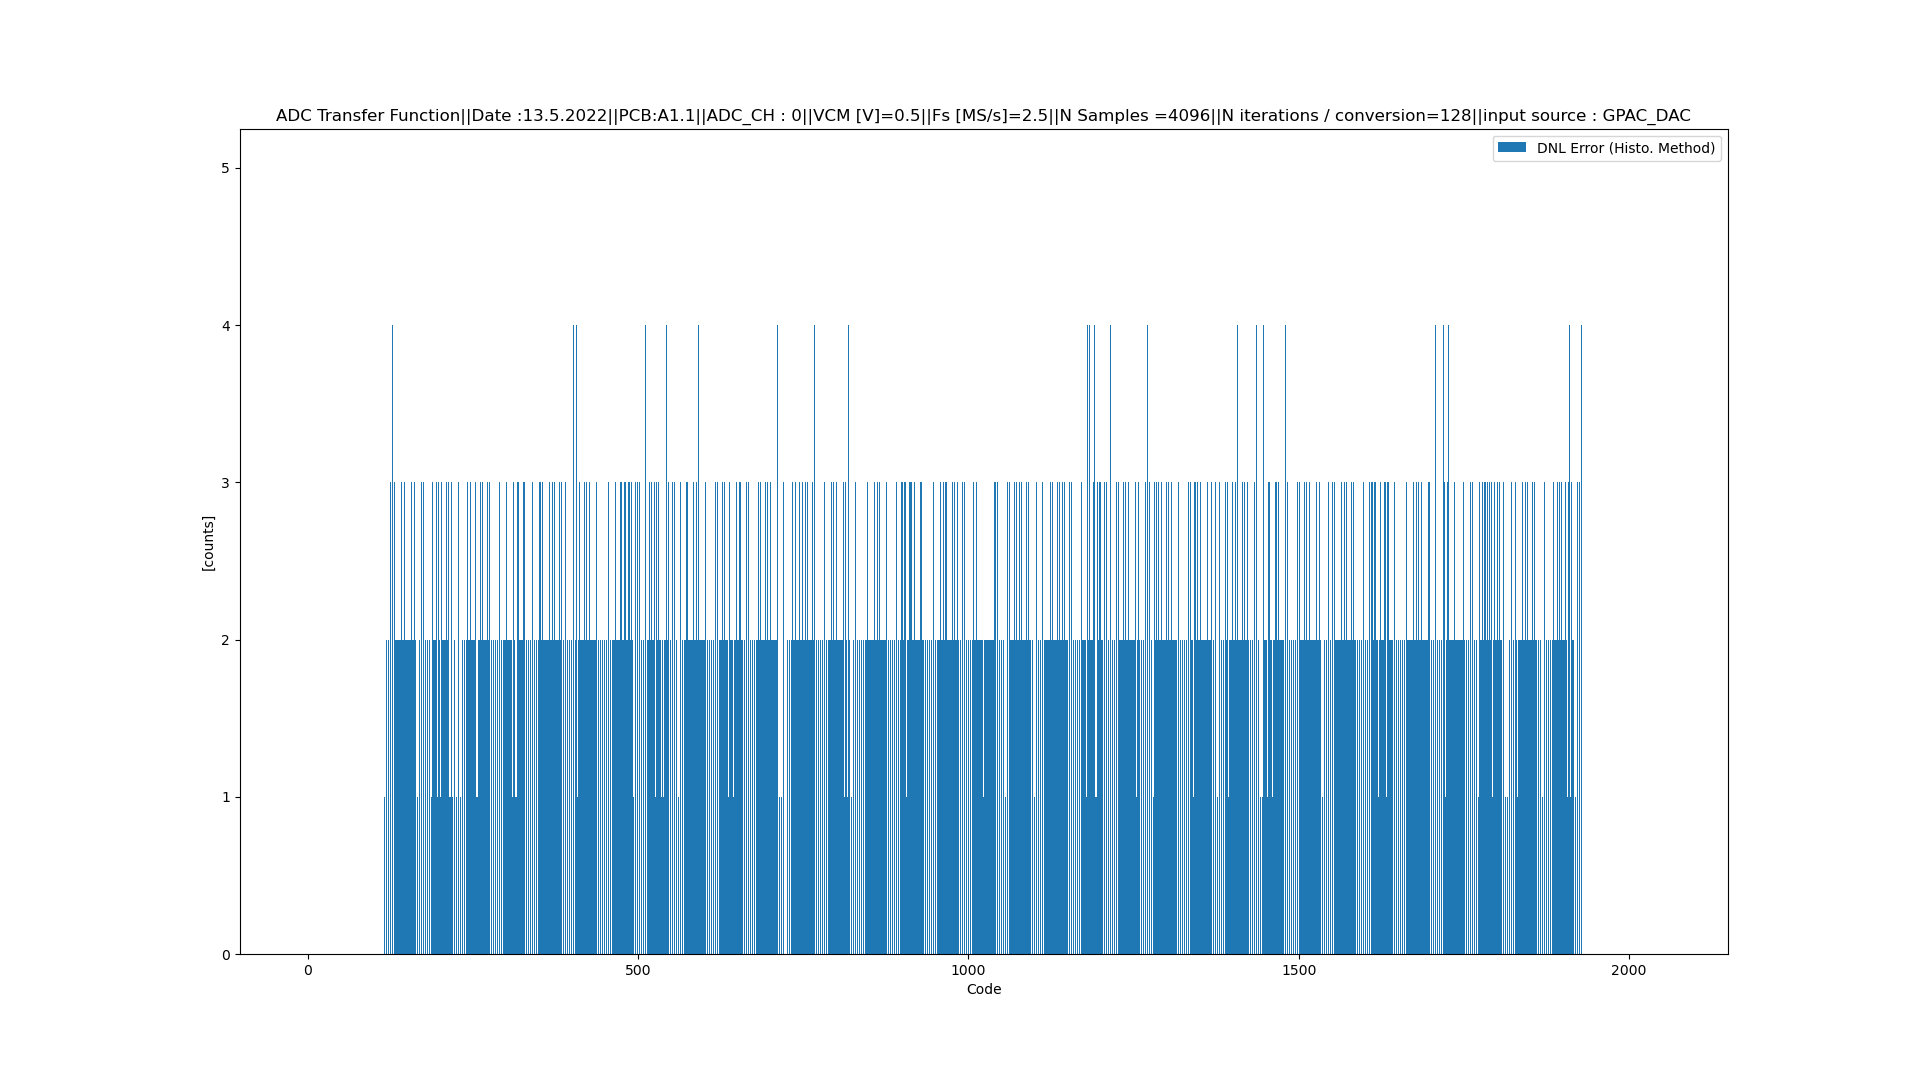 ADC Transfer Function||Date :13.5.2022||PCB:A1.1||ADC_CH : 0||VCM [V]=0.5||Fs [MS/s]=2.5||N Samples =4096||N iterations / conversion=128||input source : GPAC_DAC
DNL Error (Histo. Method)
5
4
3
2
1
0
[counts]
0 500 1000 1500 2000
Code